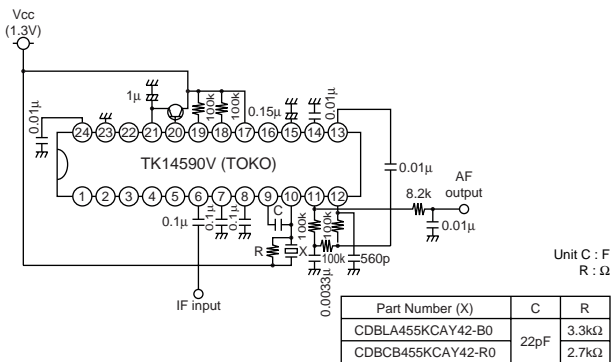 Vcc
(1.3V)
1μ
100k
100k
0.15μ
0.01μ
0.01μ
24 23 22 21 20 19 18 17 16 15 14 13
TK14590V (TOKO)
0.01μ
AF
output
1 2 3 4 5 6 7 8 9 10 11 12
8.2k
0.1μ
0.1μ
0.1μ
C
100k
100k
0.01μ
R
X
100k
560p
0.0033μ
IF input
Unit C : F
R : Ω
Part Number (X) C R
CDBLA455KCAY42-B0 22pF 3.3kΩ
CDBCB455KCAY42-R0 2.7kΩ